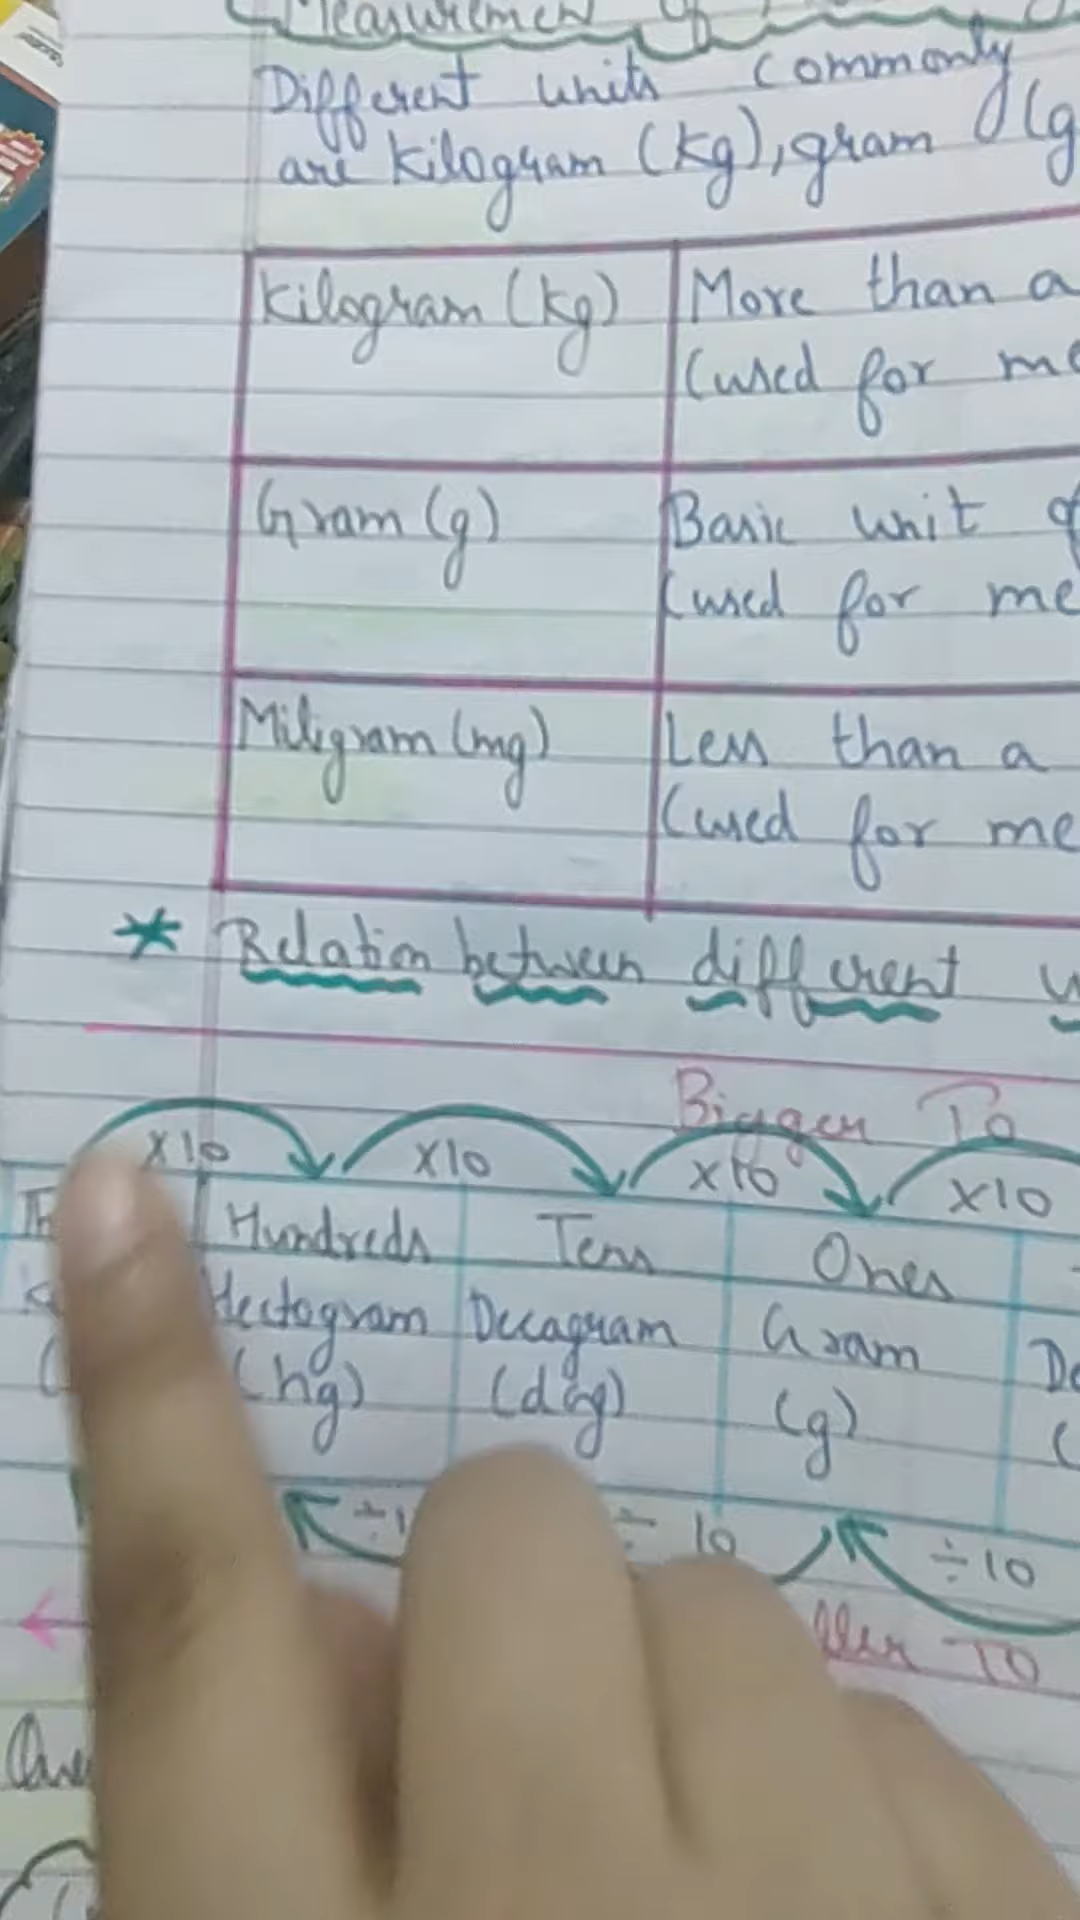 Different units commonly
are Kilogram (kg), gram (g
Kilogram (kg)
More than a
(used for me
Gram (g)
Basic unit of
(used for me
Miligram (mg)
Less than a
(used for me
* Relation between different
Bigger To
x10 x10 x10 x10
Hundreds Tens Ones
Hectogram Decagram Gram
(hg) (dag) (g)
÷1 ÷ 10 ÷10
To